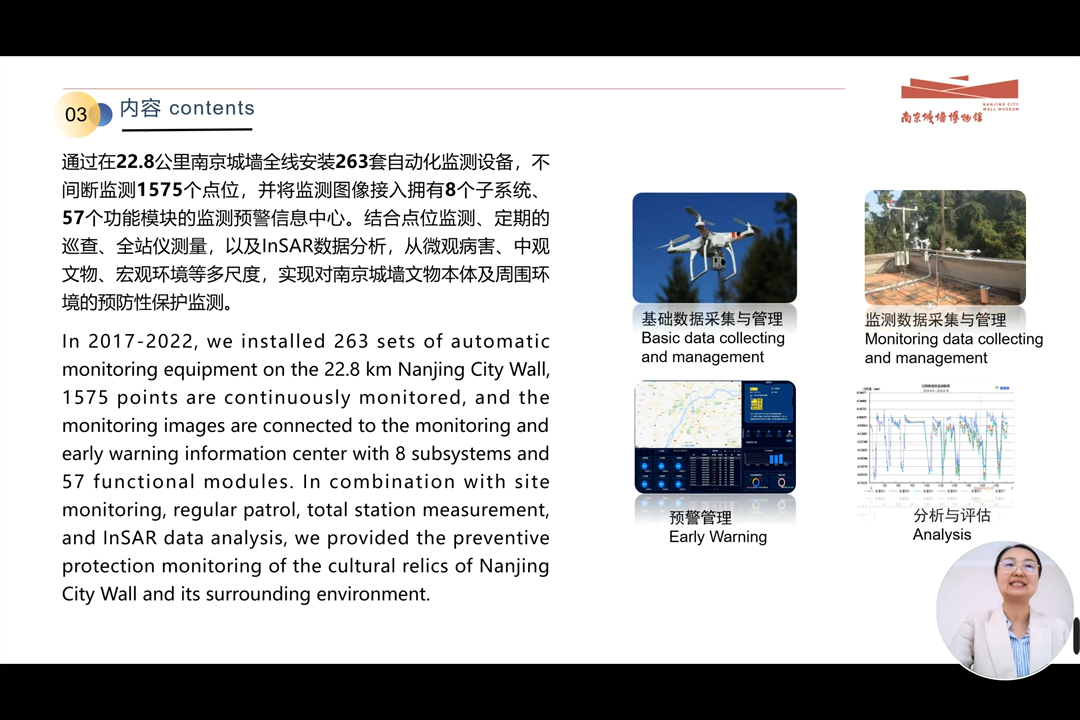 03
内容 contents
NANJING CITY
WALL MUSEUM
南京城墙博物馆
通过在22.8公里南京城墙全线安装263套自动化监测设备，不
间断监测1575个点位，并将监测图像接入拥有8个子系统、
57个功能模块的监测预警信息中心。结合点位监测、定期的
巡查、全站仪测量，以及InSAR数据分析，从微观病害、中观
文物、宏观环境等多尺度，实现对南京城墙文物本体及周围环
境的预防性保护监测。
In 2017-2022, we installed 263 sets of automatic
monitoring equipment on the 22.8 km Nanjing City Wall,
1575 points are continuously monitored, and the
monitoring images are connected to the monitoring and
early warning information center with 8 subsystems and
57 functional modules. In combination with site
monitoring, regular patrol, total station measurement,
and InSAR data analysis, we provided the preventive
protection monitoring of the cultural relics of Nanjing
City Wall and its surrounding environment.
基础数据采集与管理
Basic data collecting
and management
监测数据采集与管理
Monitoring data collecting
and management
预警管理
Early Warning
分析与评估
Analysis